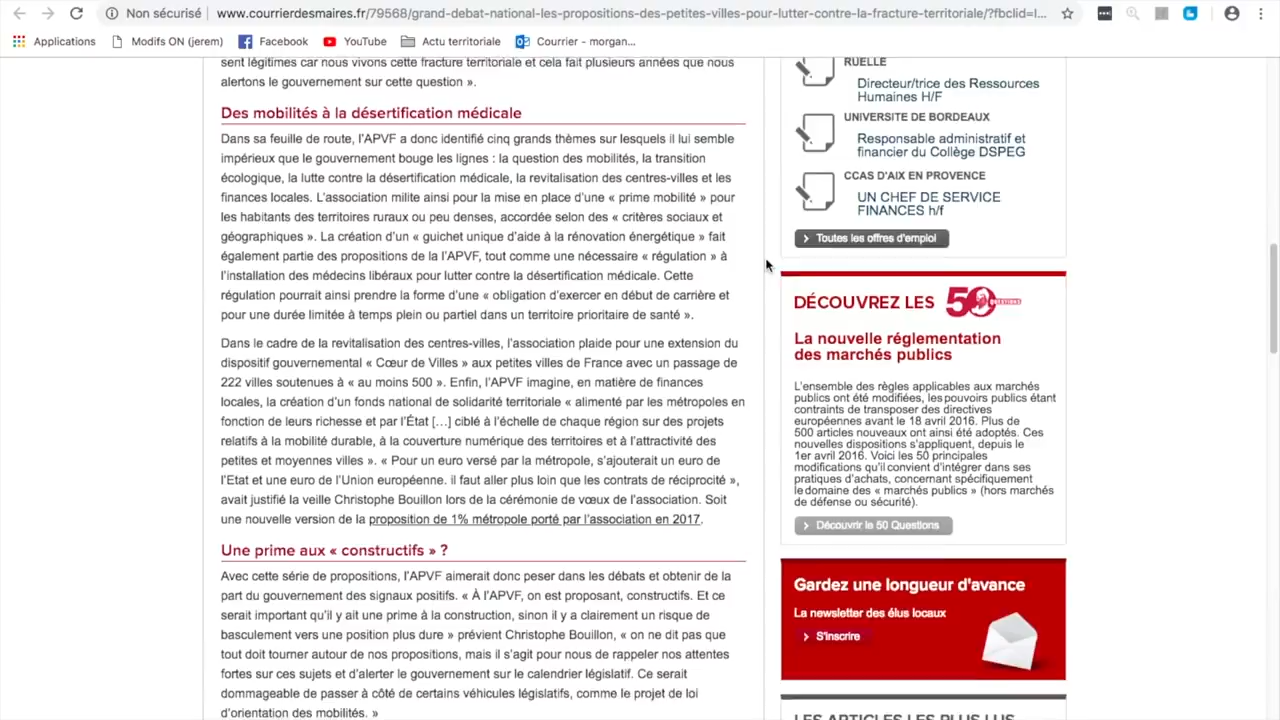 Non sécurisé
www.courrierdesmaires.fr/79568/grand-debat-national-les-propositions-des-petites-villes-pour-lutter-contre-la-fracture-territoriale/?fbclid=I...
Applications
Modifs ON (jerem)
Facebook
YouTube
Actu territoriale
Courrier - morgan...
sent légitimes car nous vivons cette fracture territoriale et cela fait plusieurs années que nous
alertons le gouvernement sur cette question ».
Des mobilités à la désertification médicale
Dans sa feuille de route, l'APVF a donc identifié cinq grands thèmes sur lesquels il lui semble
impérieux que le gouvernement bouge les lignes : la question des mobilités, la transition
écologique, la lutte contre la désertification médicale, la revitalisation des centres-villes et les
finances locales. L'association milite ainsi pour la mise en place d'une « prime mobilité » pour
les habitants des territoires ruraux ou peu denses, accordée selon des « critères sociaux et
géographiques ». La création d'un « guichet unique d'aide à la rénovation énergétique » fait
également partie des propositions de la l'APVF, tout comme une nécessaire « régulation » à
l'installation des médecins libéraux pour lutter contre la désertification médicale. Cette
régulation pourrait ainsi prendre la forme d'une « obligation d'exercer en début de carrière et
pour une durée limitée à temps plein ou partiel dans un territoire prioritaire de santé ».
Dans le cadre de la revitalisation des centres-villes, l'association plaide pour une extension du
dispositif gouvernemental « Cœur de Villes » aux petites villes de France avec un passage de
222 villes soutenues à « au moins 500 ». Enfin, l'APVF imagine, en matière de finances
locales, la création d'un fonds national de solidarité territoriale « alimenté par les métropoles en
fonction de leurs richesse et par l'État [...] ciblé à l'échelle de chaque région sur des projets
relatifs à la mobilité durable, à la couverture numérique des territoires et à l'attractivité des
petites et moyennes villes ». « Pour un euro versé par la métropole, s'ajouterait un euro de
l'Etat et une euro de l'Union européenne. il faut aller plus loin que les contrats de réciprocité »,
avait justifié la veille Christophe Bouillon lors de la cérémonie de vœux de l'association. Soit
une nouvelle version de la proposition de 1% métropole porté par l'association en 2017.
Une prime aux « constructifs » ?
Avec cette série de propositions, l'APVF aimerait donc peser dans les débats et obtenir de la
part du gouvernement des signaux positifs. « À l'APVF, on est proposant, constructifs. Et ce
serait important qu'il y ait une prime à la construction, sinon il y a clairement un risque de
basculement vers une position plus dure » prévient Christophe Bouillon, « on ne dit pas que
tout doit tourner autour de nos propositions, mais il s'agit pour nous de rappeler nos attentes
fortes sur ces sujets et d'alerter le gouvernement sur le calendrier législatif. Ce serait
dommageable de passer à côté de certains véhicules législatifs, comme le projet de loi
d'orientation des mobilités. »
RUELLE
Directeur/trice des Ressources
Humaines H/F
UNIVERSITE DE BORDEAUX
Responsable administratif et
financier du Collège DSPEG
CCAS D'AIX EN PROVENCE
UN CHEF DE SERVICE
FINANCES h/f
Toutes les offres d'emploi
DÉCOUVREZ LES 50 QUESTIONS
La nouvelle réglementation
des marchés publics
L'ensemble des règles applicables aux marchés
publics ont été modifiées, les pouvoirs publics étant
contraints de transposer des directives
européennes avant le 18 avril 2016. Plus de
500 articles nouveaux ont ainsi été adoptés. Ces
nouvelles dispositions s'appliquent, depuis le
1er avril 2016. Voici les 50 principales
modifications qu'il convient d'intégrer dans ses
pratiques d'achats, concernant spécifiquement
le domaine des « marchés publics » (hors marchés
de défense ou sécurité).
Découvrir le 50 Questions
Gardez une longueur d'avance
La newsletter des élus locaux
S'inscrire
LES ARTICLES LES PLUS LUS